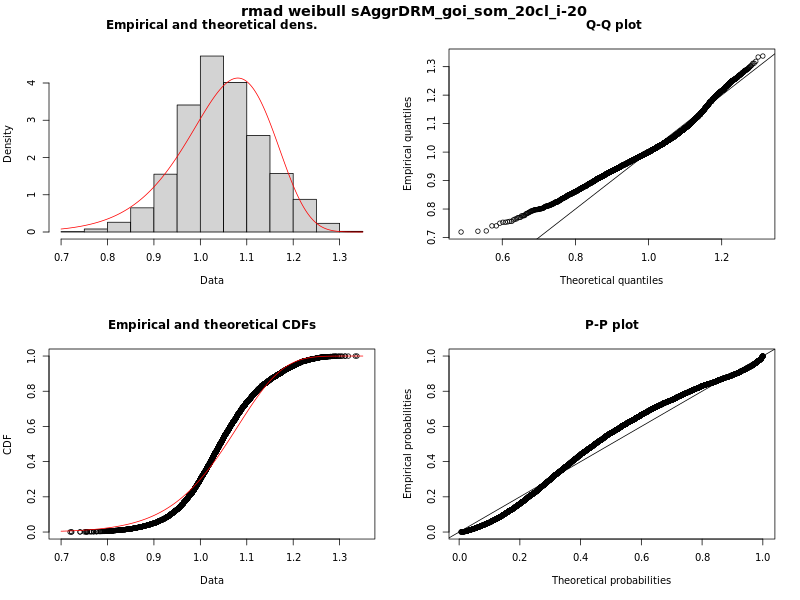 rmad weibull sAggrDRM_goi_som_20cl_i-20
Empirical and theoretical dens.
Density
0 1 2 3 4
0.7 0.8 0.9 1.0 1.1 1.2 1.3
Data
Q-Q plot
Empirical quantiles
0.7 0.8 0.9 1.0 1.1 1.2 1.3
0.6 0.8 1.0 1.2
Theoretical quantiles
Empirical and theoretical CDFs
CDF
0.0 0.2 0.4 0.6 0.8 1.0
0.7 0.8 0.9 1.0 1.1 1.2 1.3
Data
P-P plot
Empirical probabilities
0.0 0.2 0.4 0.6 0.8 1.0
0.0 0.2 0.4 0.6 0.8 1.0
Theoretical probabilities